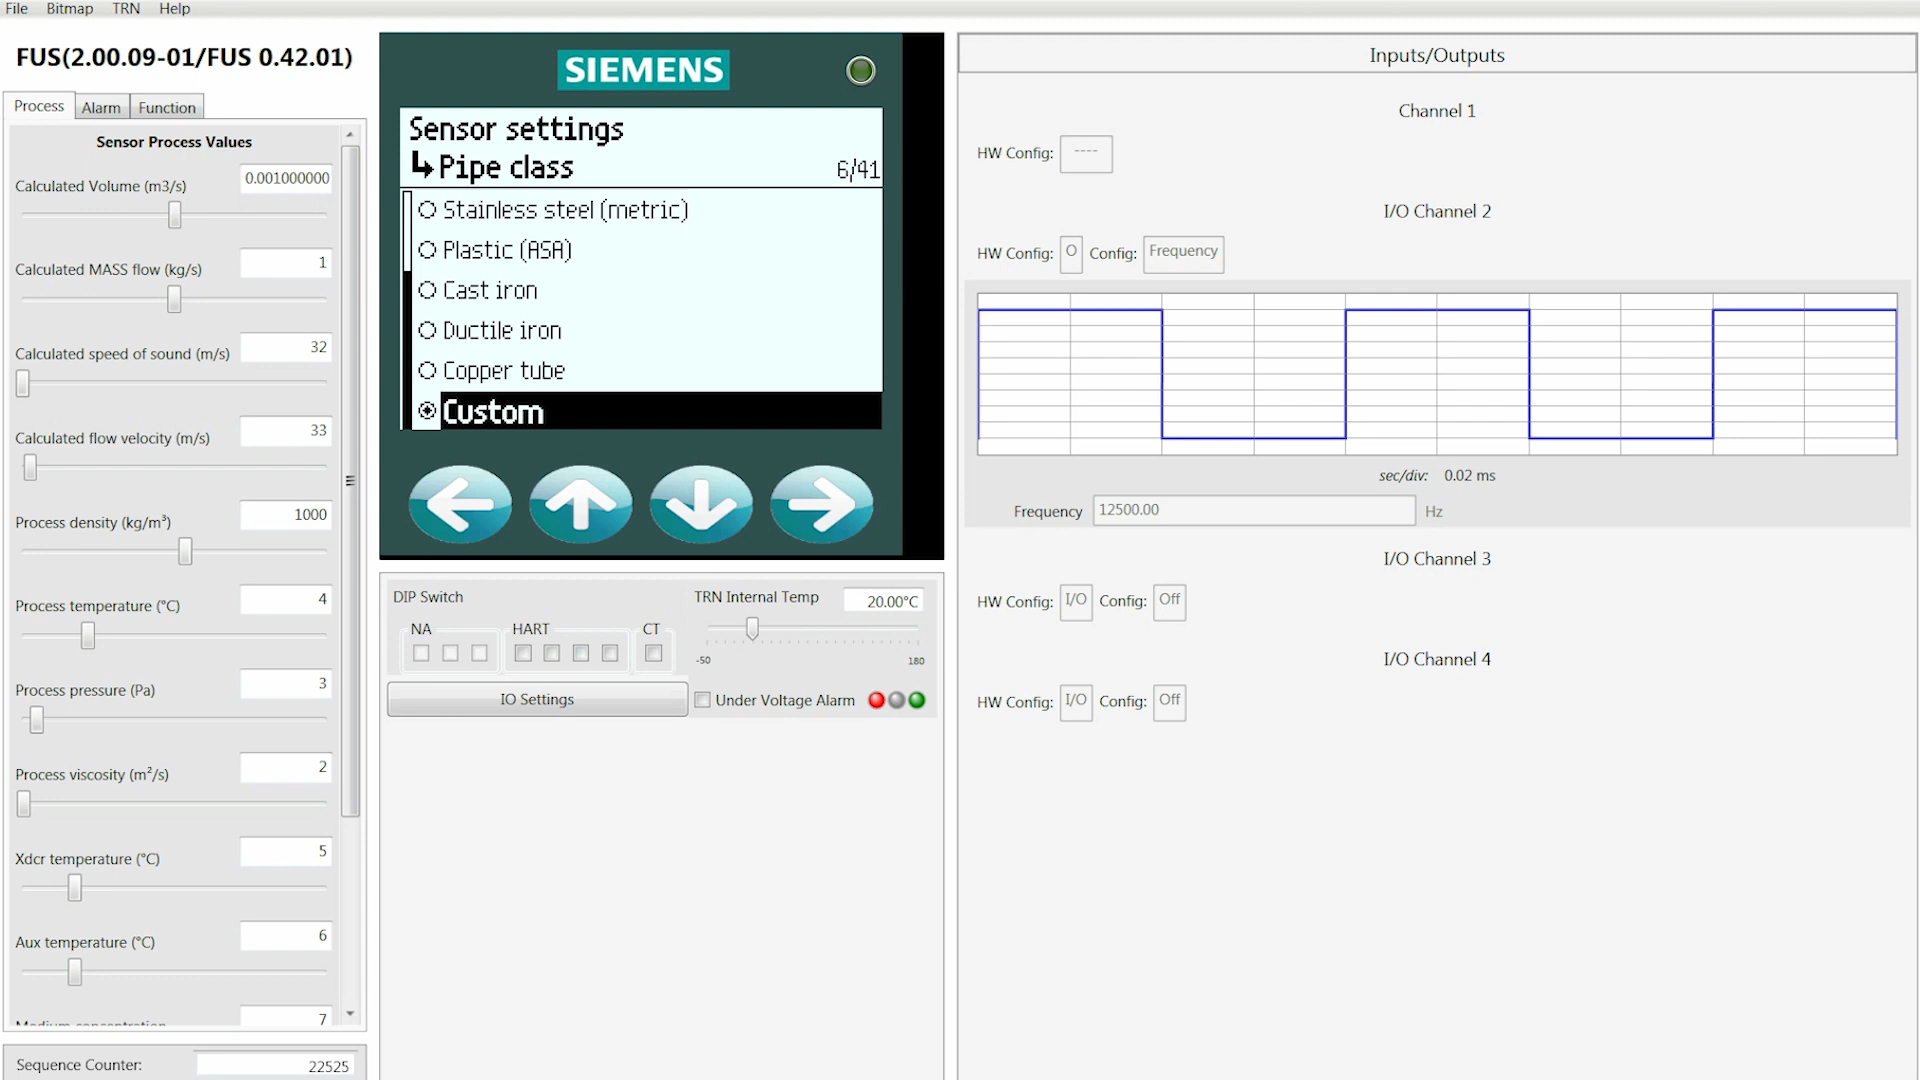 File Bitmap TRN Help
FUS(2.00.09-01/FUS 0.42.01)
Process Alarm Function
Sensor Process Values
Calculated Volume (m3/s) 0.001000000
Calculated MASS flow (kg/s) 1
Calculated speed of sound (m/s) 32
Calculated flow velocity (m/s) 33
Process density (kg/m³) 1000
Process temperature (°C) 4
Process pressure (Pa) 3
Process viscosity (m²/s) 2
Xdcr temperature (°C) 5
Aux temperature (°C) 6
Medium concentration 7
Sequence Counter: 22525
SIEMENS
Sensor settings
Pipe class 6/41
Stainless steel (metric)
Plastic (ASA)
Cast iron
Ductile iron
Copper tube
Custom
DIP Switch
NA HART CT
IO Settings
TRN Internal Temp 20.00°C
-50 180
Under Voltage Alarm
Inputs/Outputs
Channel 1
HW Config: ----
I/O Channel 2
HW Config: O Config: Frequency
sec/div: 0.02 ms
Frequency 12500.00 Hz
I/O Channel 3
HW Config: I/O Config: Off
I/O Channel 4
HW Config: I/O Config: Off